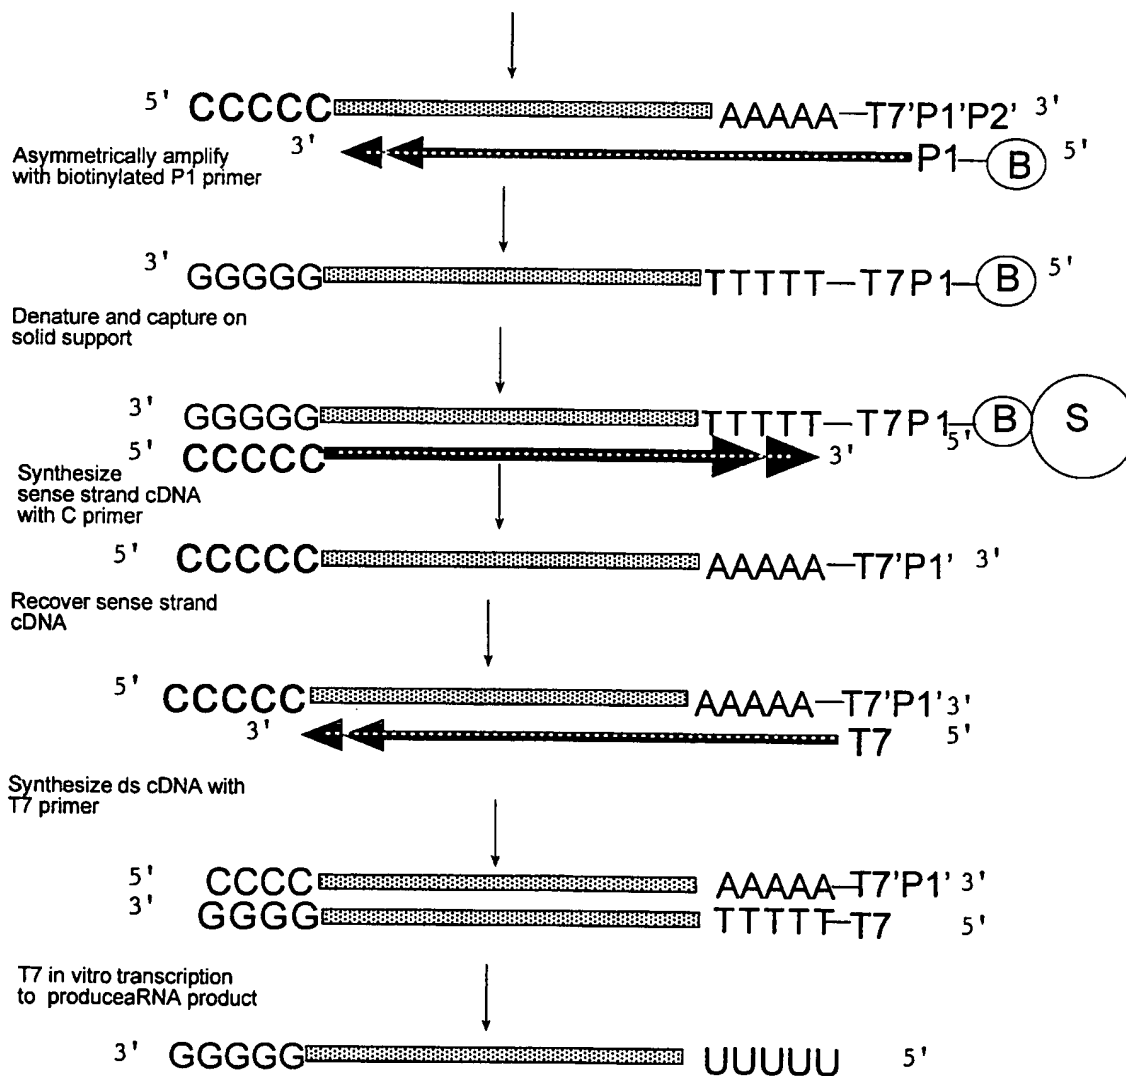 5' CCCCC AAAAA—T7'P1'P2' 3'
3' P1—B 5'
Asymmetrically amplify
with biotinylated P1 primer
3' GGGGG TTTTT—T7P1—B 5'
Denature and capture on
solid support
3' GGGGG TTTTT—T7P1—B S
5' CCCCC 3' 5'
Synthesize
sense strand cDNA
with C primer
5' CCCCC AAAAA—T7'P1' 3'
Recover sense strand
cDNA
5' CCCCC AAAAA—T7'P1' 3'
3' T7 5'
Synthesize ds cDNA with
T7 primer
5' CCCC AAAAA—T7'P1' 3'
3' GGGG TTTTT—T7 5'
T7 in vitro transcription
to produceaRNA product
3' GGGGG UUUUU 5'